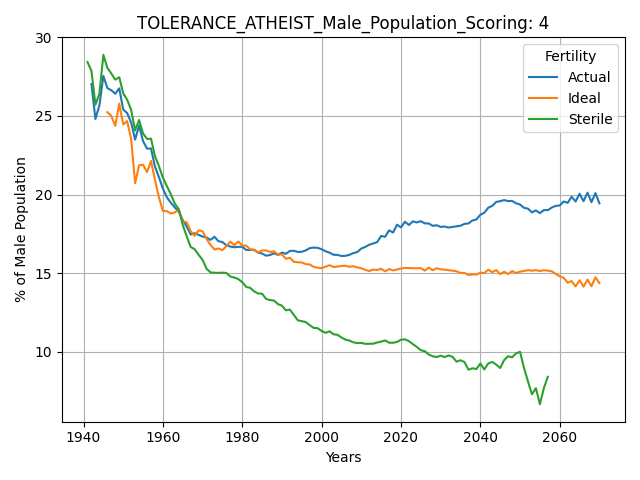 TOLERANCE_ATHEIST_Male_Population_Scoring: 4
% of Male Population
30
25
20
15
10
Fertility
Actual
Ideal
Sterile
1940 1960 1980 2000 2020 2040 2060
Years